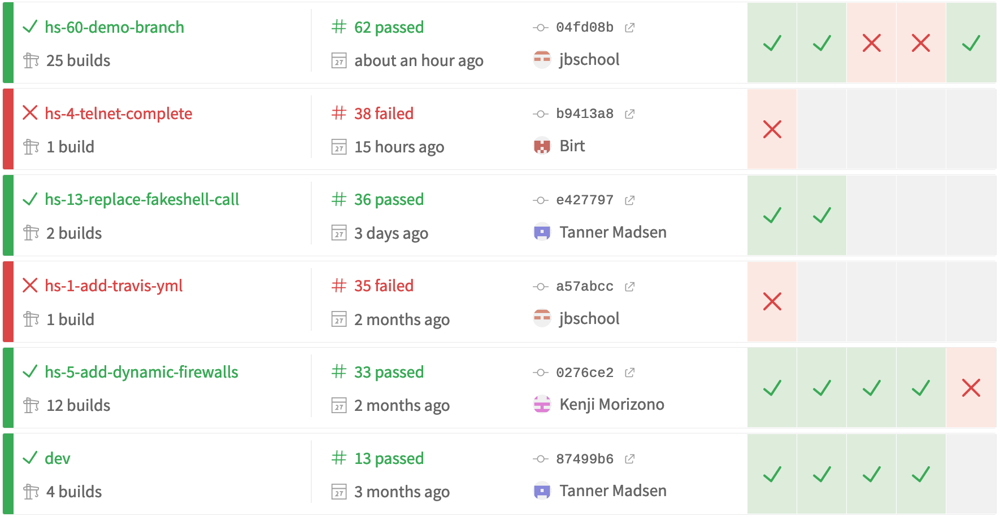 hs-60-demo-branch
# 62 passed
04fd08b
25 builds
27 about an hour ago
jbschool
hs-4-telnet-complete
# 38 failed
b9413a8
1 build
27 15 hours ago
Birt
hs-13-replace-fakeshell-call
# 36 passed
e427797
2 builds
27 3 days ago
Tanner Madsen
hs-1-add-travis-yml
# 35 failed
a57abcc
1 build
27 2 months ago
jbschool
hs-5-add-dynamic-firewalls
# 33 passed
0276ce2
12 builds
27 2 months ago
Kenji Morizono
dev
# 13 passed
87499b6
4 builds
27 3 months ago
Tanner Madsen